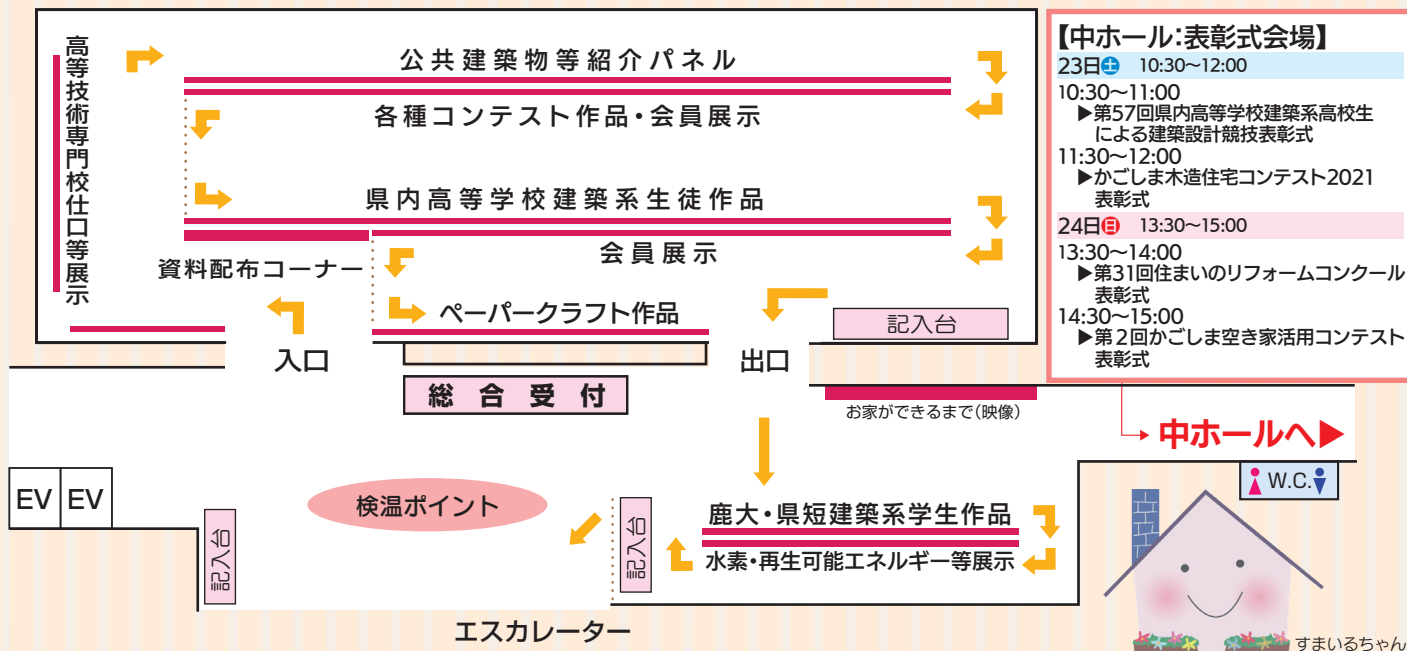 高等技術専門校仕口等展示
公共建築物等紹介パネル
各種コンテスト作品・会員展示
県内高等学校建築系生徒作品
会員展示
資料配布コーナー
ペーパークラフト作品
記入台
入口
出口
総合受付
お家ができるまで(映像)
【中ホール:表彰式会場】
23日土 10:30〜12:00
10:30〜11:00
▶第57回県内高等学校建築系高校生
による建築設計競技表彰式
11:30〜12:00
▶かごしま木造住宅コンテスト2021
表彰式
24日日 13:30〜15:00
13:30〜14:00
▶第31回住まいのリフォームコンクール
表彰式
14:30〜15:00
▶第2回かごしま空き家活用コンテスト
表彰式
中ホールへ▶
W.C.
EV EV
検温ポイント
記入台
記入台
鹿大・県短建築系学生作品
水素・再生可能エネルギー等展示
エスカレーター
すまいるちゃん